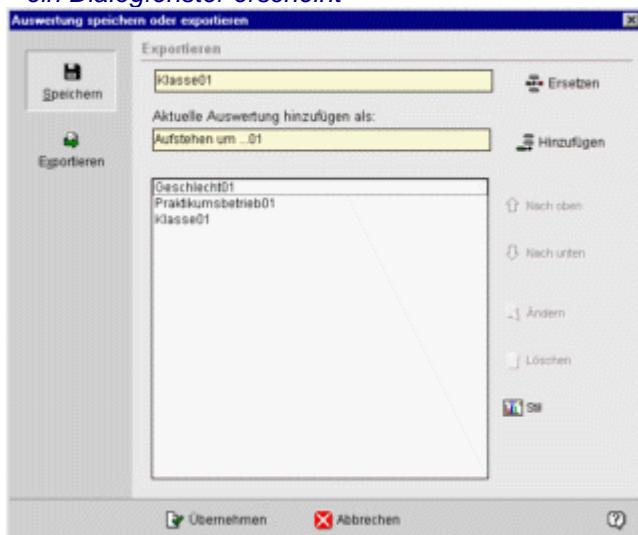 ein Dialogfenster erscheint
Auswertung speichern oder exportieren
Speichern
Exportieren
Exportieren
Klasse01
Ersetzen
Aktuelle Auswertung hinzufügen als:
Aufstehen um ...01
Hinzufügen
Geschlecht01
Praktikumsbetrieb01
Klasse01
Nach oben
Nach unten
Ändern
Löschen
Stil
Übernehmen
Abbrechen